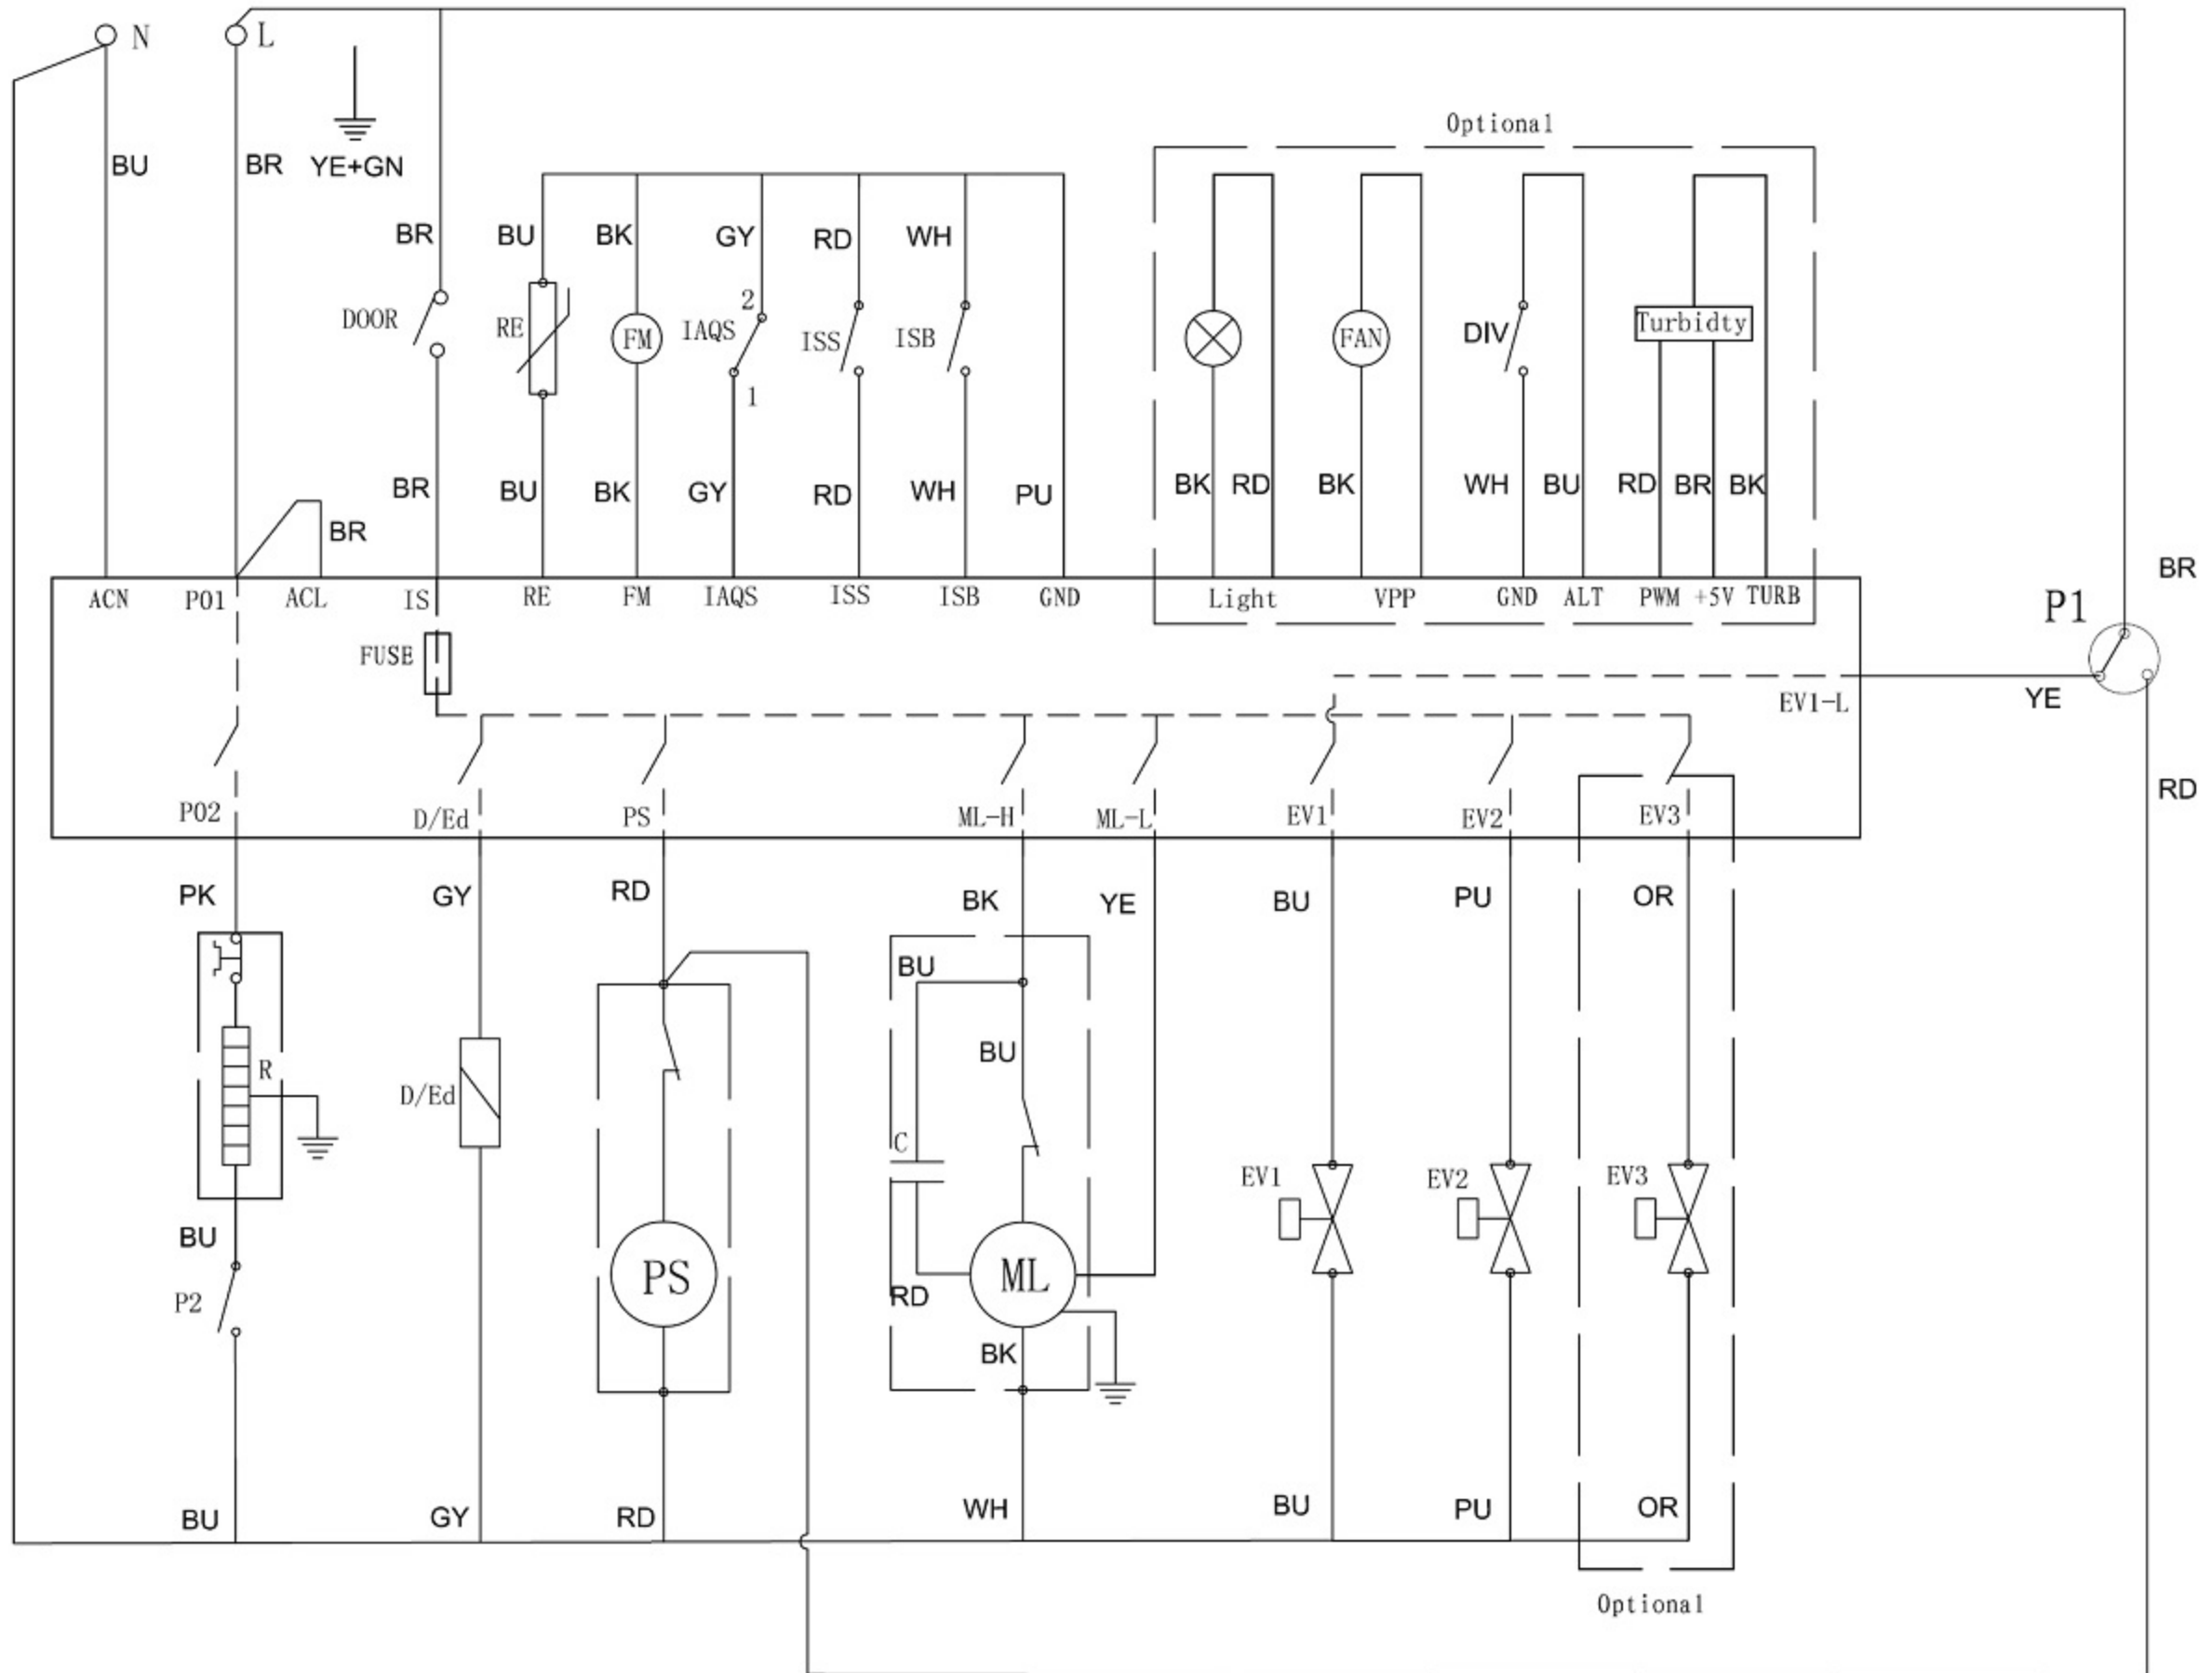 N L
Optional
BU BR YE+GN
BR BU BK GY RD WH
DOOR RE FM IAQS 2 1 ISS ISB FAN DIV Turbidty
BR BU BK GY RD WH PU BK RD BK WH BU RD BR BK
BR
BR
ACN P01 ACL IS RE FM IAQS ISS ISB GND Light VPP GND ALT PWM +5V TURB
P1
FUSE
EV1-L YE
RD
P02 D/Ed PS ML-H ML-L EV1 EV2 EV3
PK GY RD BK YE BU PU OR
BU
BU
R
D/Ed
C
EV1 EV2 EV3
BU
PS ML
P2
RD
BK
BU GY RD WH BU PU OR
Optional